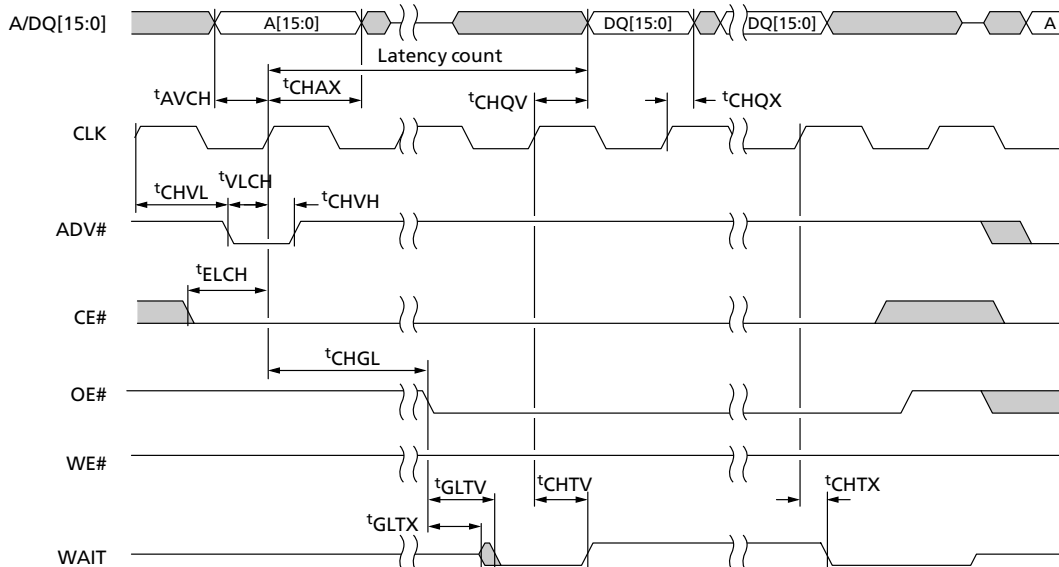 A/DQ[15:0] A[15:0] DQ[15:0] DQ[15:0] A
Latency count
tAVCH tCHAX tCHQV tCHQX
CLK
tVLCH
tCHVL tCHVH
ADV#
tELCH
CE#
tCHGL
OE#
WE#
tGLTV tCHTV tCHTX
tGLTX
WAIT